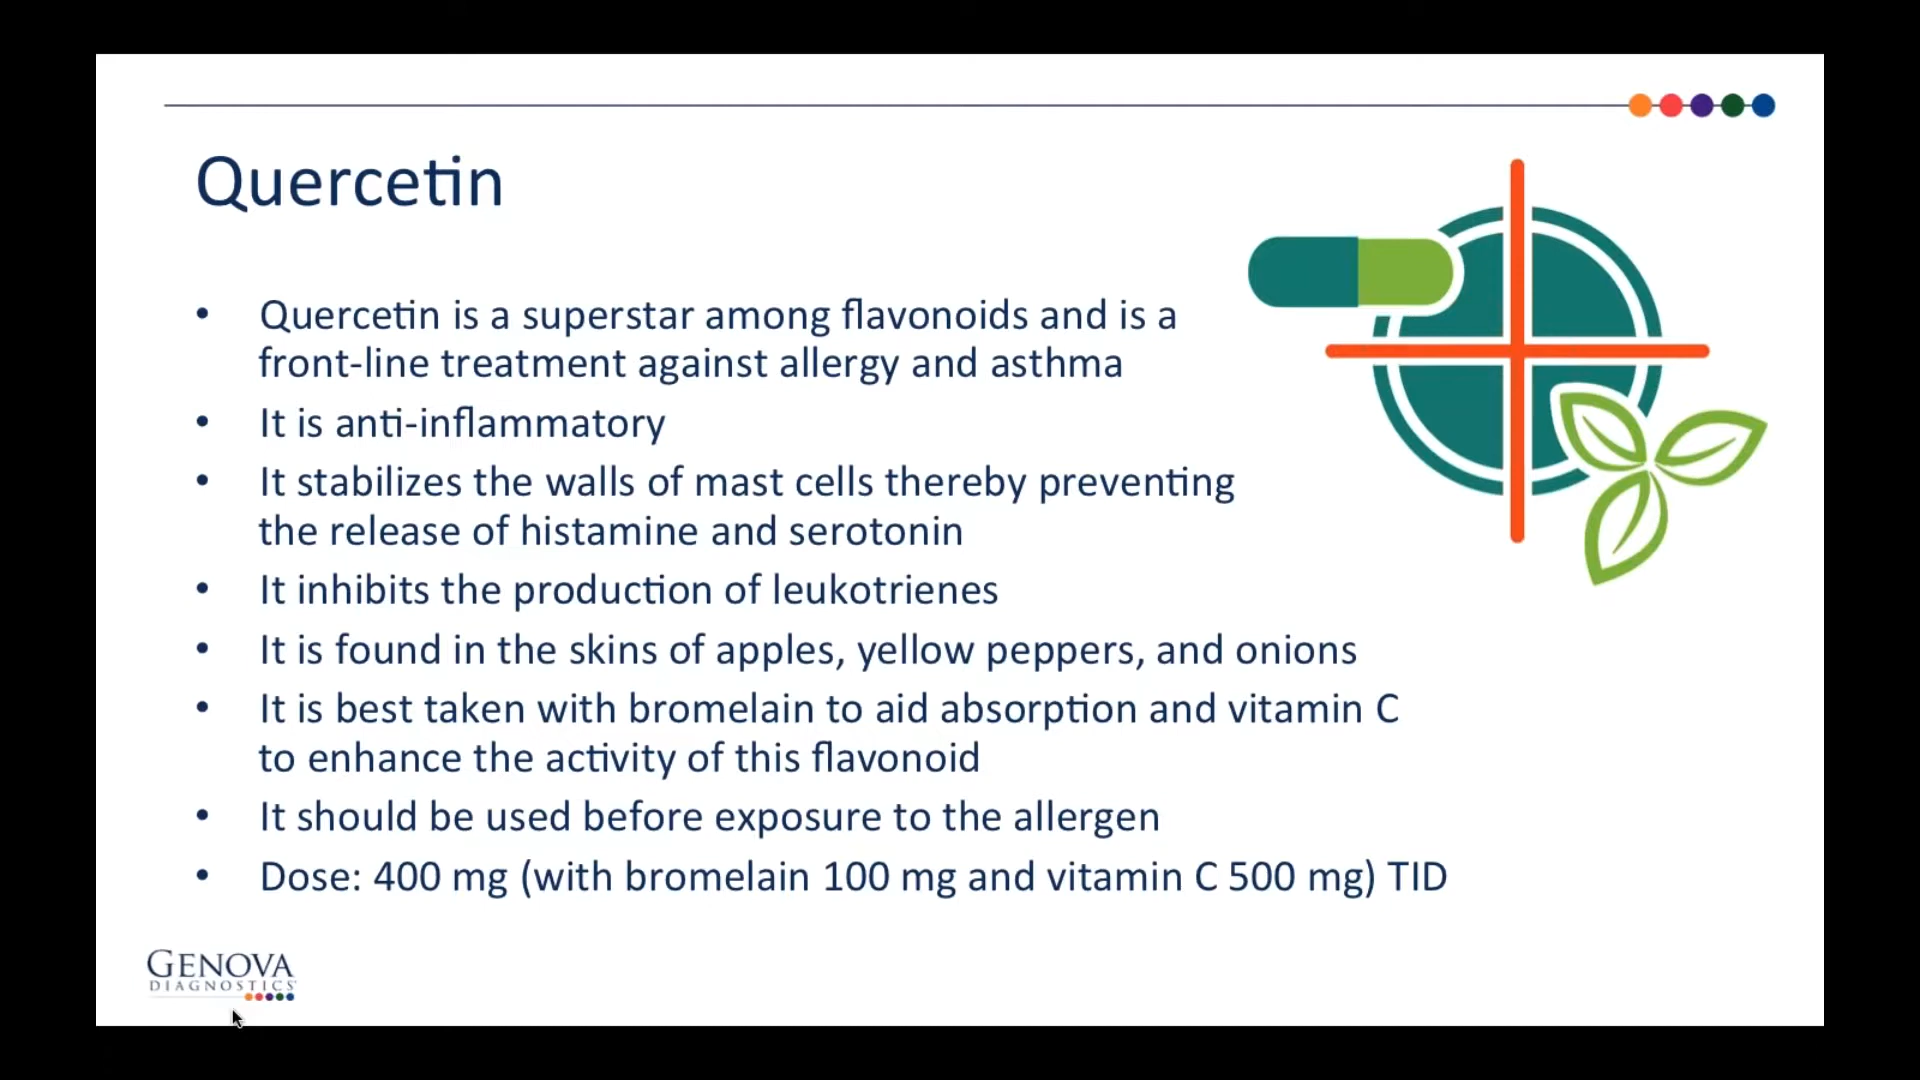 Quercetin
• Quercetin is a superstar among flavonoids and is a
front-line treatment against allergy and asthma
• It is anti-inflammatory
• It stabilizes the walls of mast cells thereby preventing
the release of histamine and serotonin
• It inhibits the production of leukotrienes
• It is found in the skins of apples, yellow peppers, and onions
• It is best taken with bromelain to aid absorption and vitamin C
to enhance the activity of this flavonoid
• It should be used before exposure to the allergen
• Dose: 400 mg (with bromelain 100 mg and vitamin C 500 mg) TID
GENOVA
DIAGNOSTICS